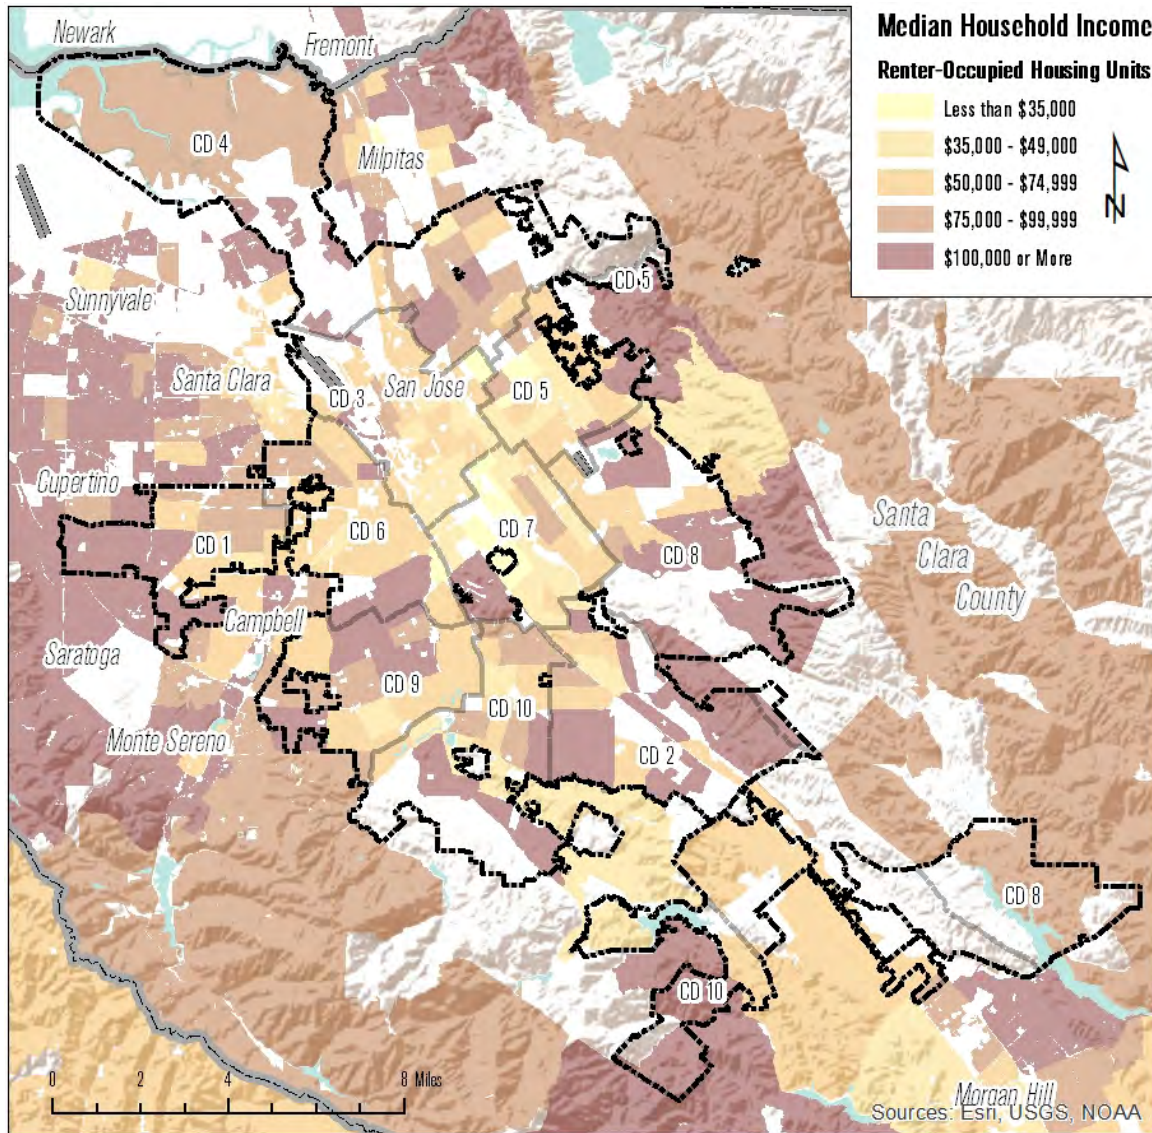 Median Household Income
Renter-Occupied Housing Units
Less than $35,000
$35,000 - $49,000
$50,000 - $74,999
$75,000 - $99,999
$100,000 or More
N
Newark
Fremont
CD 4
Milpitas
CD 5
Sunnyvale
Santa Clara
CD 3
San Jose
CD 5
Cupertino
CD 6
CD 7
CD 1
CD 8
Santa
Clara
County
Campbell
Saratoga
CD 9
CD 10
Monte Sereno
CD 2
CD 8
CD 10
0 2 4 8 Miles
Morgan Hill
Sources: Esri, USGS, NOAA